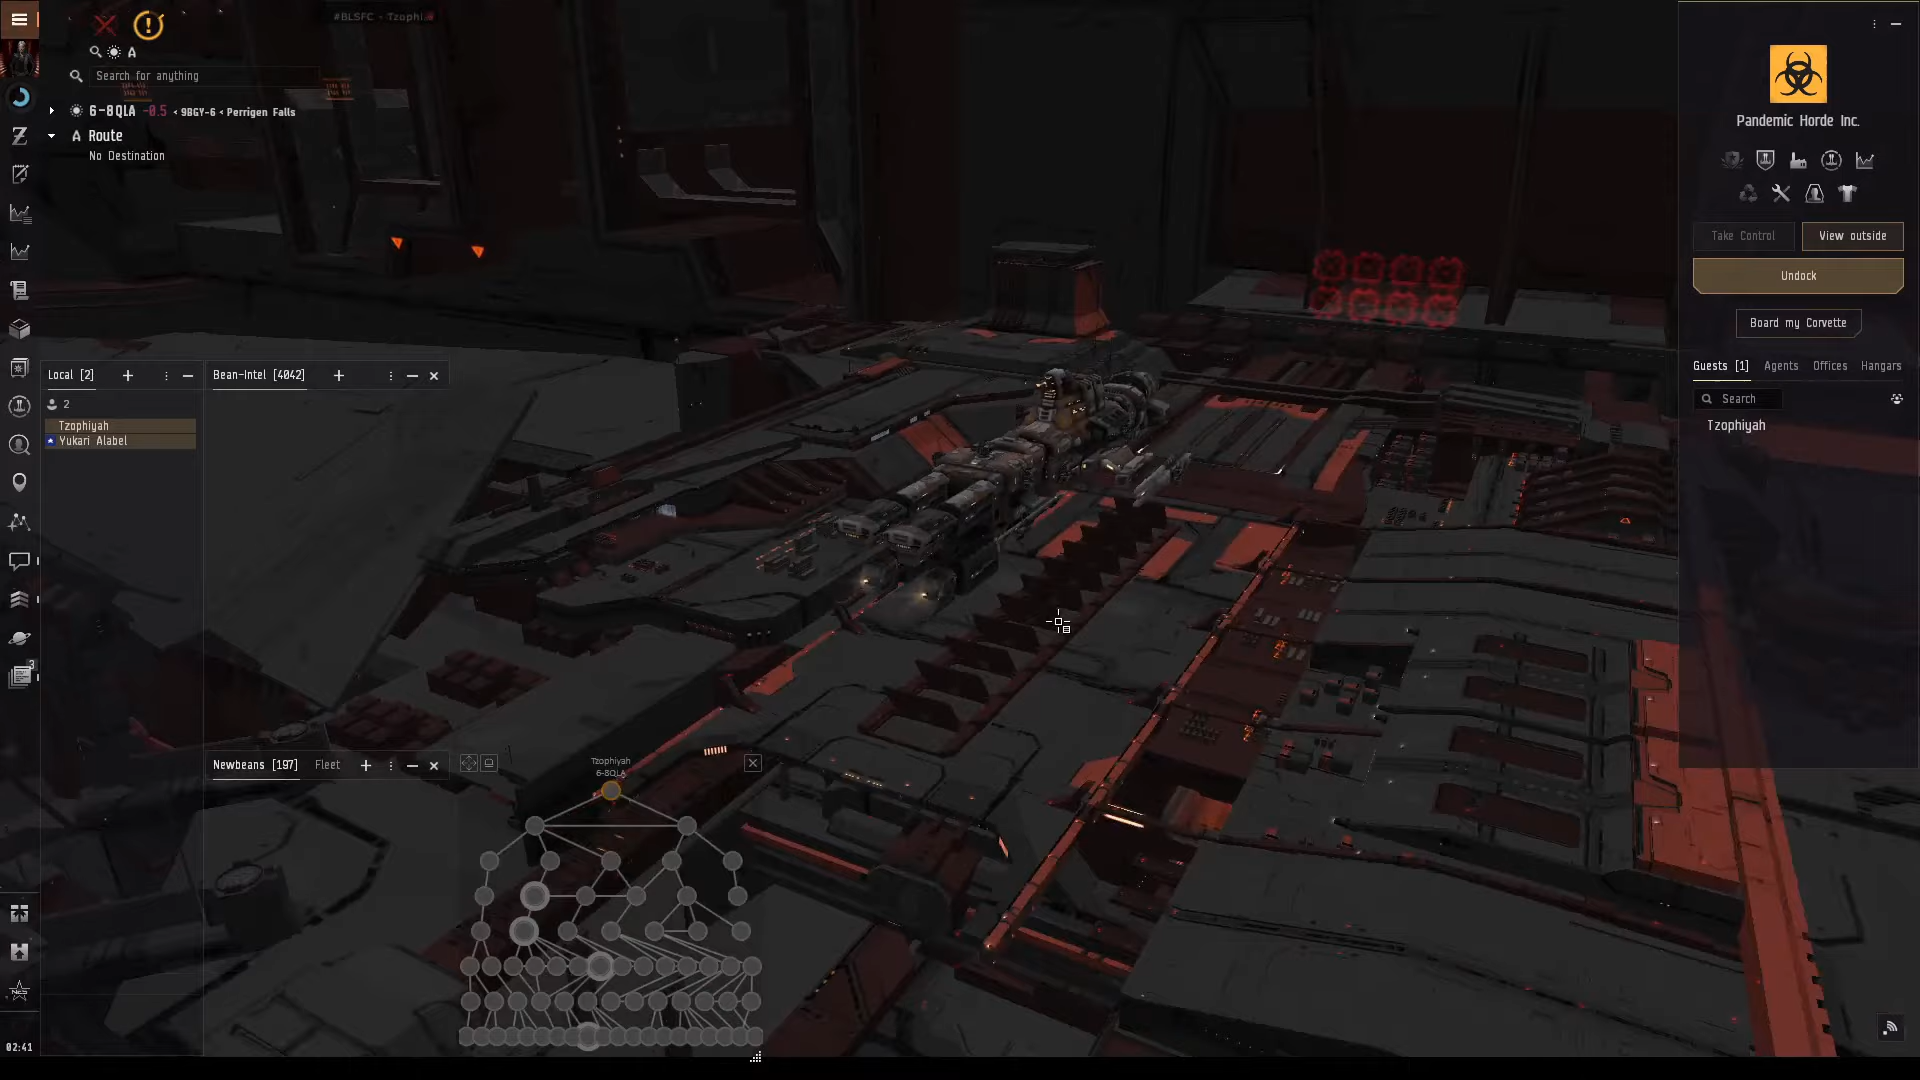 #BLSFC - Tzophi
A
Search for anything
6-8QLA -0.5 < 9BGY-6 < Perrigen Falls
A Route
No Destination
Pandemic Horde Inc.
Take Control
View outside
Undock
Board my Corvette
Guests [1]
Agents
Offices
Hangars
Search
Tzophiyah
Local [2]
2
Tzophiyah
Yukari Alabel
Bean-Intel [4042]
Newbeans [197]
Fleet
Tzophiyah
6-8QLA
3
02:41